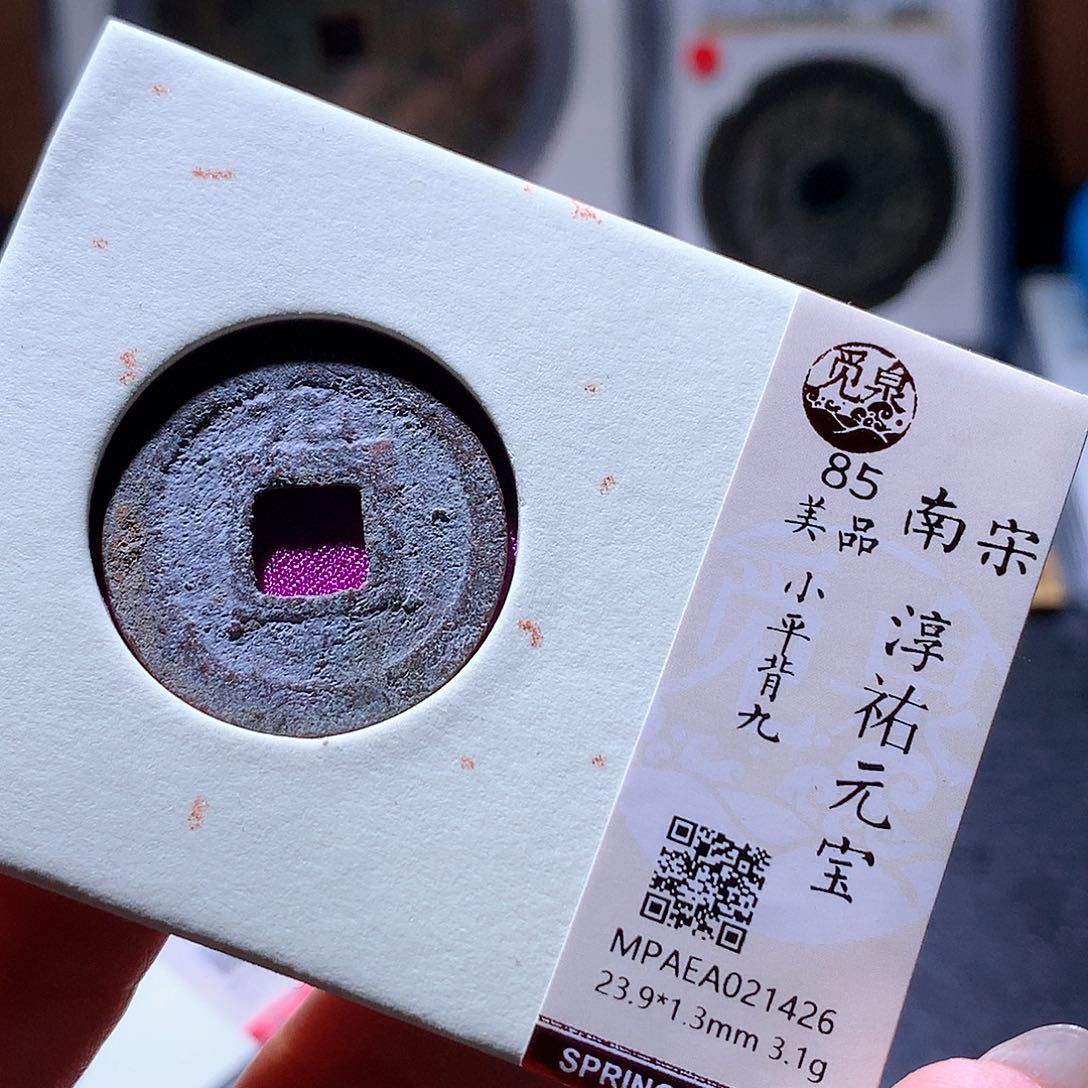 觅泉
85
美品
南宋
淳祐元宝
小平背九
MPAEA021426
23.9*1.3mm 3.1g
SPRING